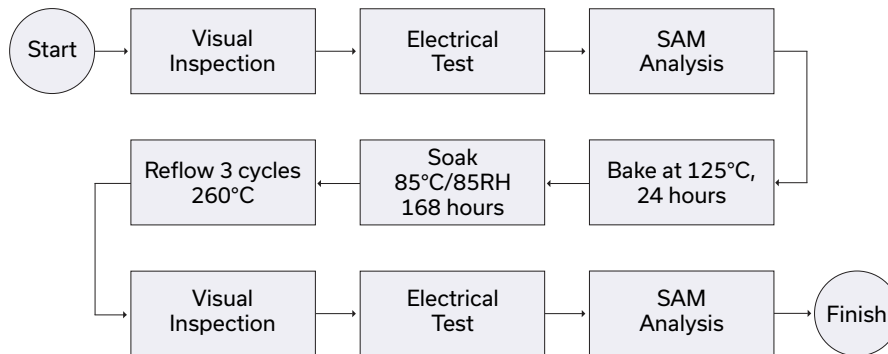 Start
Visual
Inspection
Electrical
Test
SAM
Analysis
Bake at 125°C,
24 hours
Soak
85°C/85RH
168 hours
Reflow 3 cycles
260°C
Visual
Inspection
Electrical
Test
SAM
Analysis
Finish